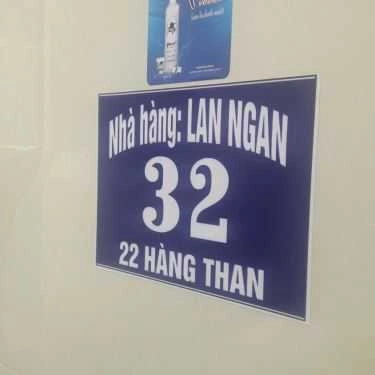 Nhà hàng: LAN NGAN
32
22 HÀNG THAN